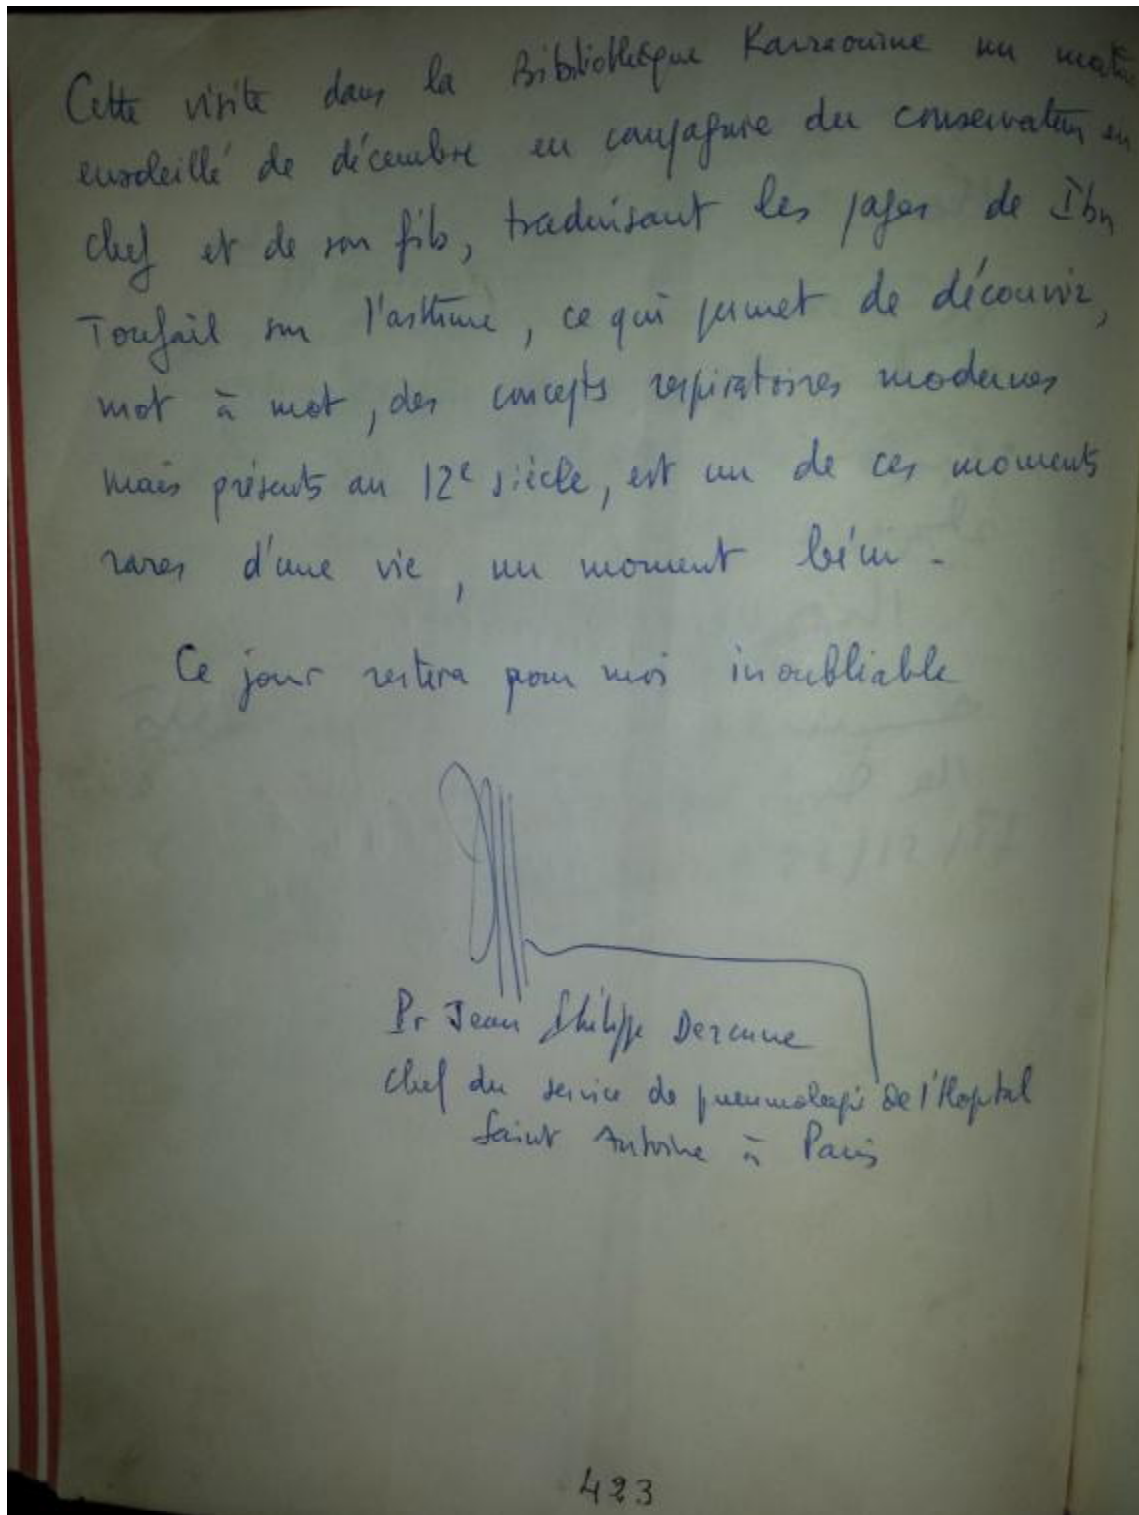 Cette visite dans la Bibiliothèque Karraouine un matin
ensoleillé de décembre en compagnie du conservateur en
chef et de son fils, traduisant les pages de Ibn
Toufail sur l'asthme, ce qui permet de découvrir,
mot à mot, des concepts respiratoires modernes
mais présents au 12e siècle, est un de ces moments
rares d'une vie, un moment béni.
Ce jour restera pour moi inoubliable
Pr Jean Philippe Derenne
Chef du service de pneumologie de l'Hopital
Saint Antoine à Paris
423